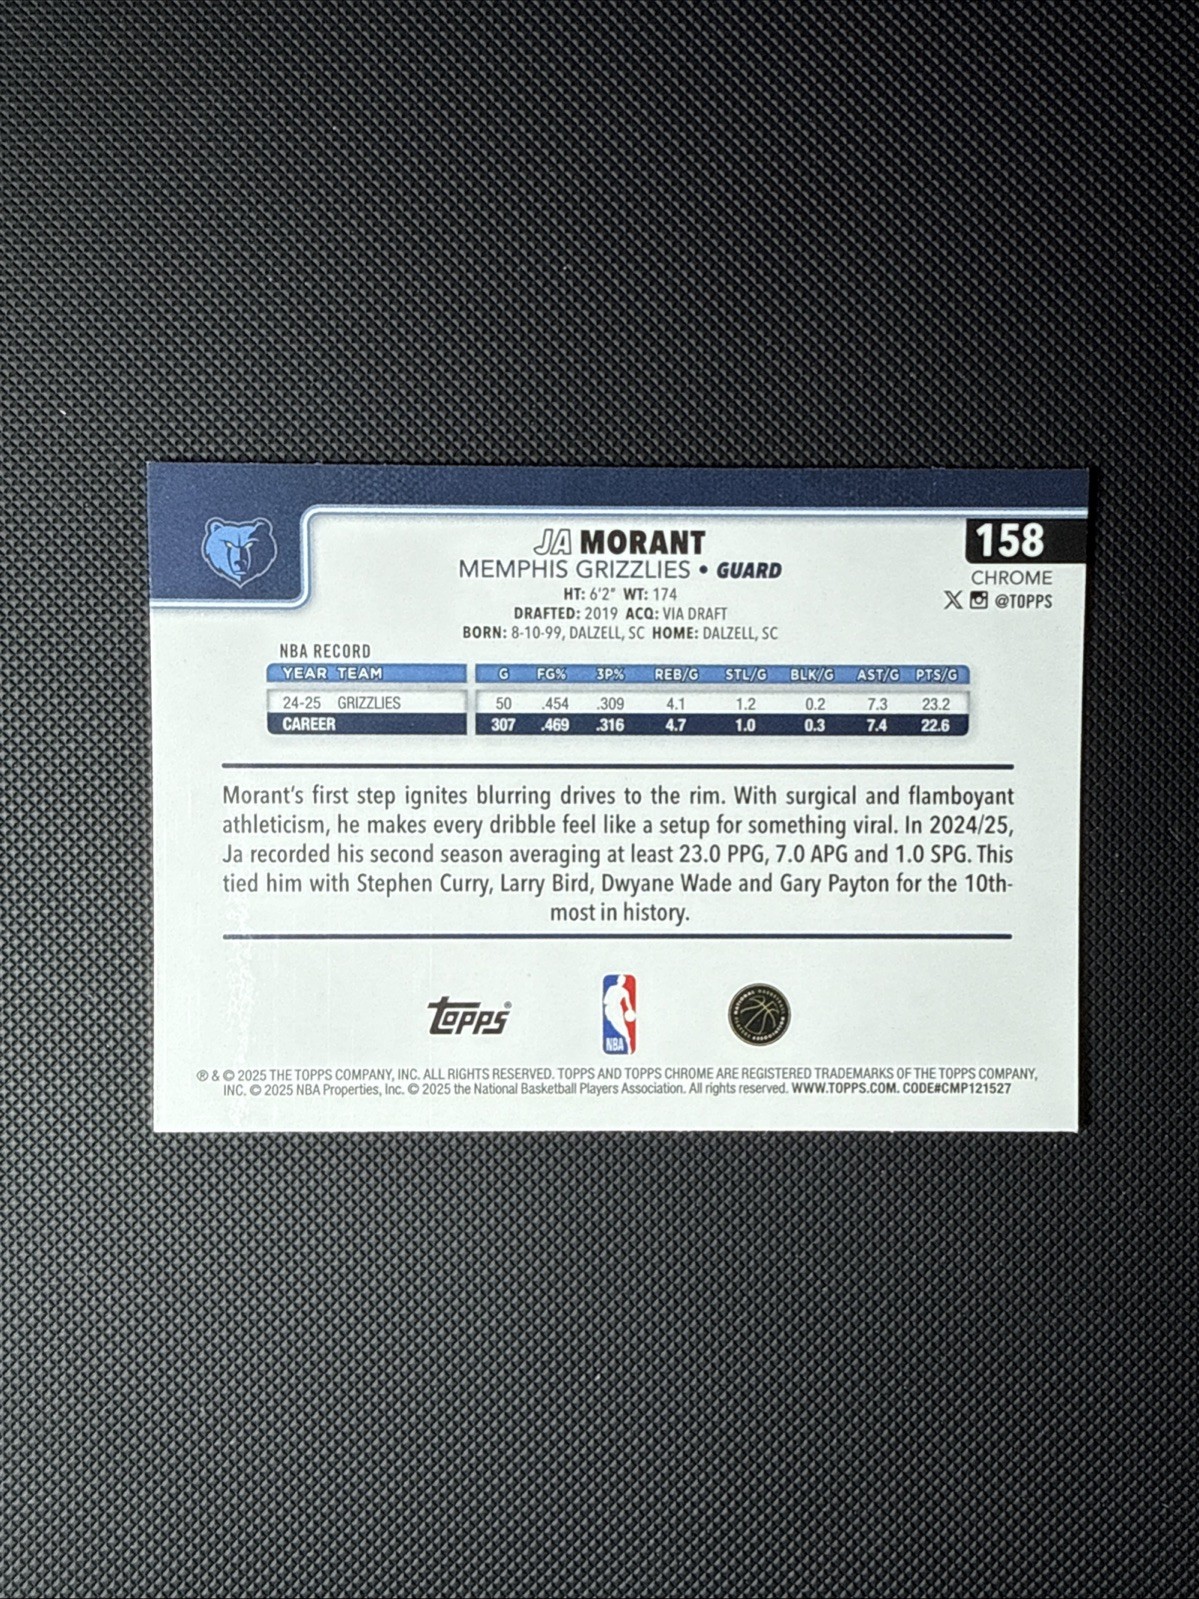 JA MORANT
158
MEMPHIS GRIZZLIES • GUARD
CHROME
HT: 6'2" WT: 174
X @TOPPS
DRAFTED: 2019 ACQ: VIA DRAFT
BORN: 8-10-99, DALZELL, SC HOME: DALZELL, SC
NBA RECORD
YEAR TEAM G FG% 3P% REB/G STL/G BLK/G AST/G PTS/G
24-25 GRIZZLIES 50 .454 .309 4.1 1.2 0.2 7.3 23.2
CAREER 307 .469 .316 4.7 1.0 0.3 7.4 22.6
Morant's first step ignites blurring drives to the rim. With surgical and flamboyant
athleticism, he makes every dribble feel like a setup for something viral. In 2024/25,
Ja recorded his second season averaging at least 23.0 PPG, 7.0 APG and 1.0 SPG. This
tied him with Stephen Curry, Larry Bird, Dwyane Wade and Gary Payton for the 10th-
most in history.
topps®
NBA
® & © 2025 THE TOPPS COMPANY, INC. ALL RIGHTS RESERVED. TOPPS AND TOPPS CHROME ARE REGISTERED TRADEMARKS OF THE TOPPS COMPANY,
INC. © 2025 NBA Properties, Inc. © 2025 the National Basketball Players Association. All rights reserved. WWW.TOPPS.COM. CODE#CMP121527